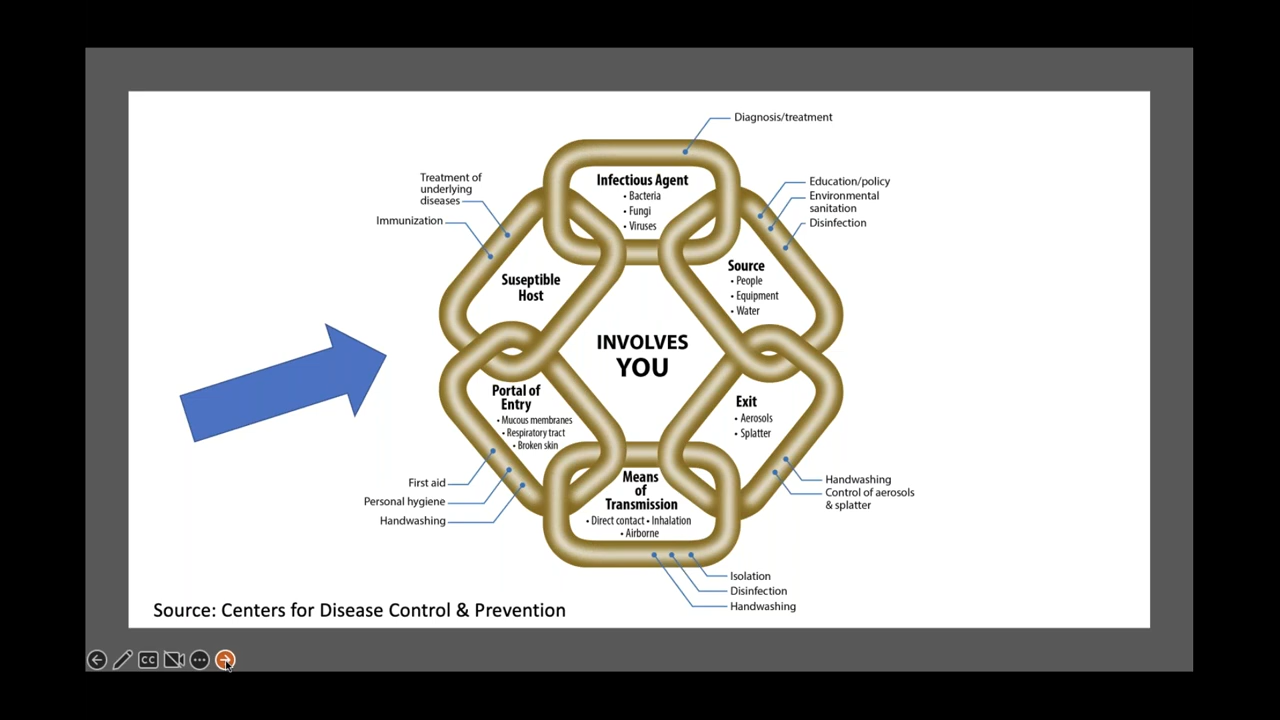 Diagnosis/treatment
Infectious Agent
• Bacteria
• Fungi
• Viruses
Treatment of
underlying
diseases
Immunization
Education/policy
Environmental
sanitation
Disinfection
Suseptible
Host
Source
• People
• Equipment
• Water
INVOLVES
YOU
Portal of
Entry
• Mucous membranes
• Respiratory tract
• Broken skin
Exit
• Aerosols
• Splatter
Means
of
Transmission
• Direct contact • Inhalation
• Airborne
First aid
Personal hygiene
Handwashing
Handwashing
Control of aerosols
& splatter
Isolation
Disinfection
Handwashing
Source: Centers for Disease Control & Prevention
CC